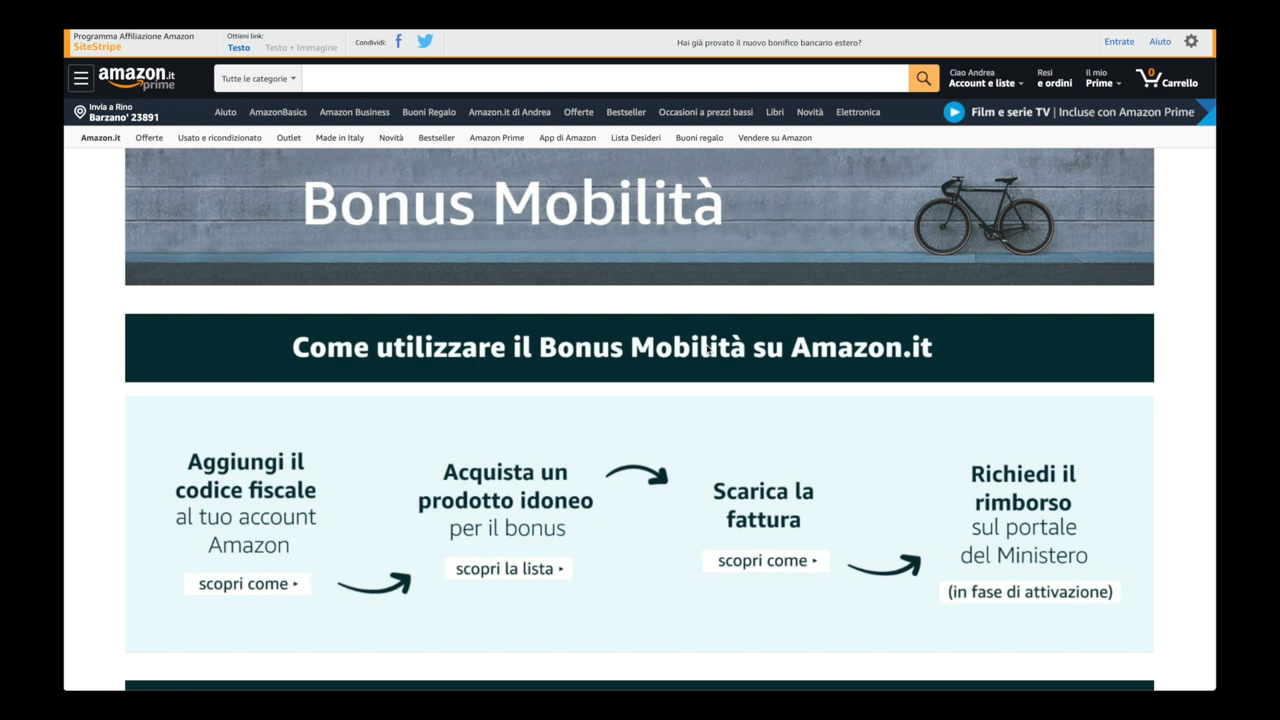 Programma Affiliazione Amazon
SiteStripe
Ottieni link:
Testo Testo + Immagine
Condividi:
Hai già provato il nuovo bonifico bancario estero?
Entrate Aiuto
amazon.it
prime
Tutte le categorie
Ciao Andrea
Account e liste
Resi
e ordini
Il mio
Prime
0
Carrello
Invia a Rino
Barzano' 23891
Aiuto AmazonBasics Amazon Business Buoni Regalo Amazon.it di Andrea Offerte Bestseller Occasioni a prezzi bassi Libri Novità Elettronica
Film e serie TV | Incluse con Amazon Prime
Amazon.it Offerte Usato e ricondizionato Outlet Made in Italy Novità Bestseller Amazon Prime App di Amazon Lista Desideri Buoni regalo Vendere su Amazon
Bonus Mobilità
Come utilizzare il Bonus Mobilità su Amazon.it
Aggiungi il
codice fiscale
al tuo account
Amazon
scopri come ▸
Acquista un
prodotto idoneo
per il bonus
scopri la lista ▸
Scarica la
fattura
scopri come ▸
Richiedi il
rimborso
sul portale
del Ministero
(in fase di attivazione)